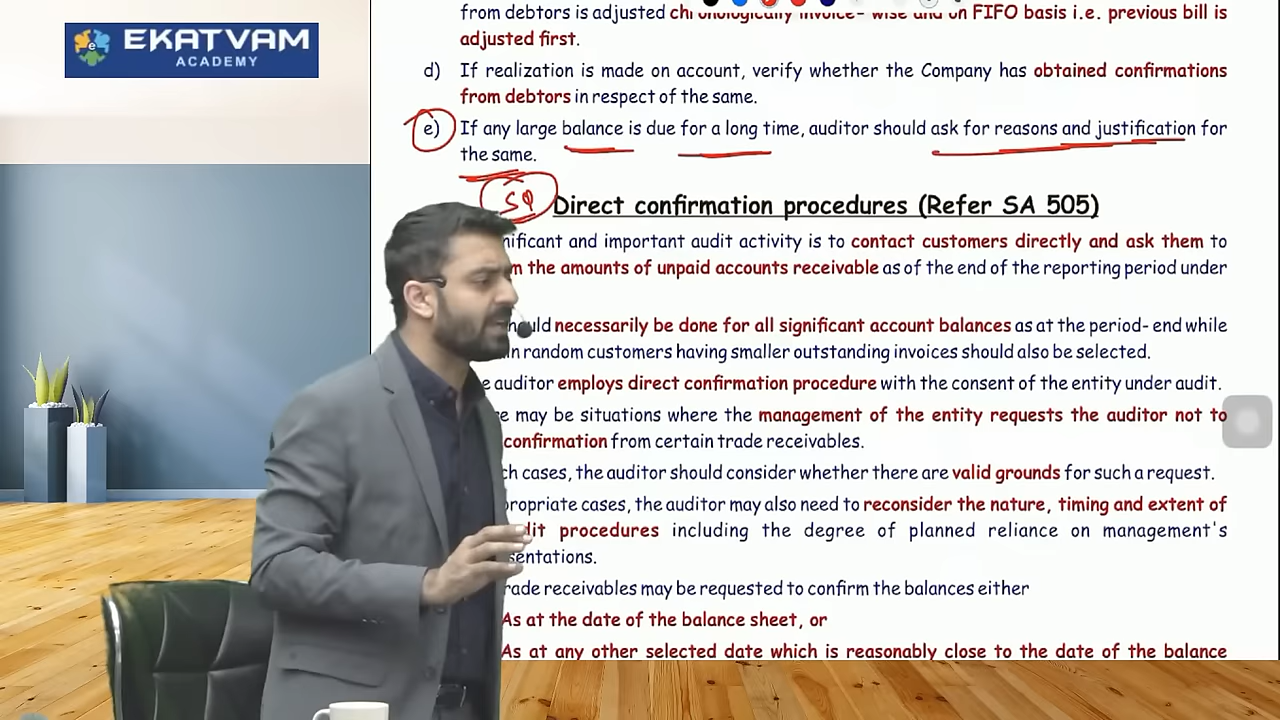 EKATVAM
ACADEMY
from debtors is adjusted chronologically invoice- wise and on FIFO basis i.e. previous bill is
adjusted first.
d) If realization is made on account, verify whether the Company has obtained confirmations
from debtors in respect of the same.
e) If any large balance is due for a long time, auditor should ask for reasons and justification for
the same.
SQ
Direct confirmation procedures (Refer SA 505)
and important audit activity is to contact customers directly and ask them to
the amounts of unpaid accounts receivable as of the end of the reporting period under
necessarily be done for all significant account balances as at the period- end while
random customers having smaller outstanding invoices should also be selected.
auditor employs direct confirmation procedure with the consent of the entity under audit.
may be situations where the management of the entity requests the auditor not to
confirmation from certain trade receivables.
cases, the auditor should consider whether there are valid grounds for such a request.
cases, the auditor may also need to reconsider the nature, timing and extent of
procedures including the degree of planned reliance on management's
trade receivables may be requested to confirm the balances either
As at the date of the balance sheet, or
As at any other selected date which is reasonably close to the date of the balance